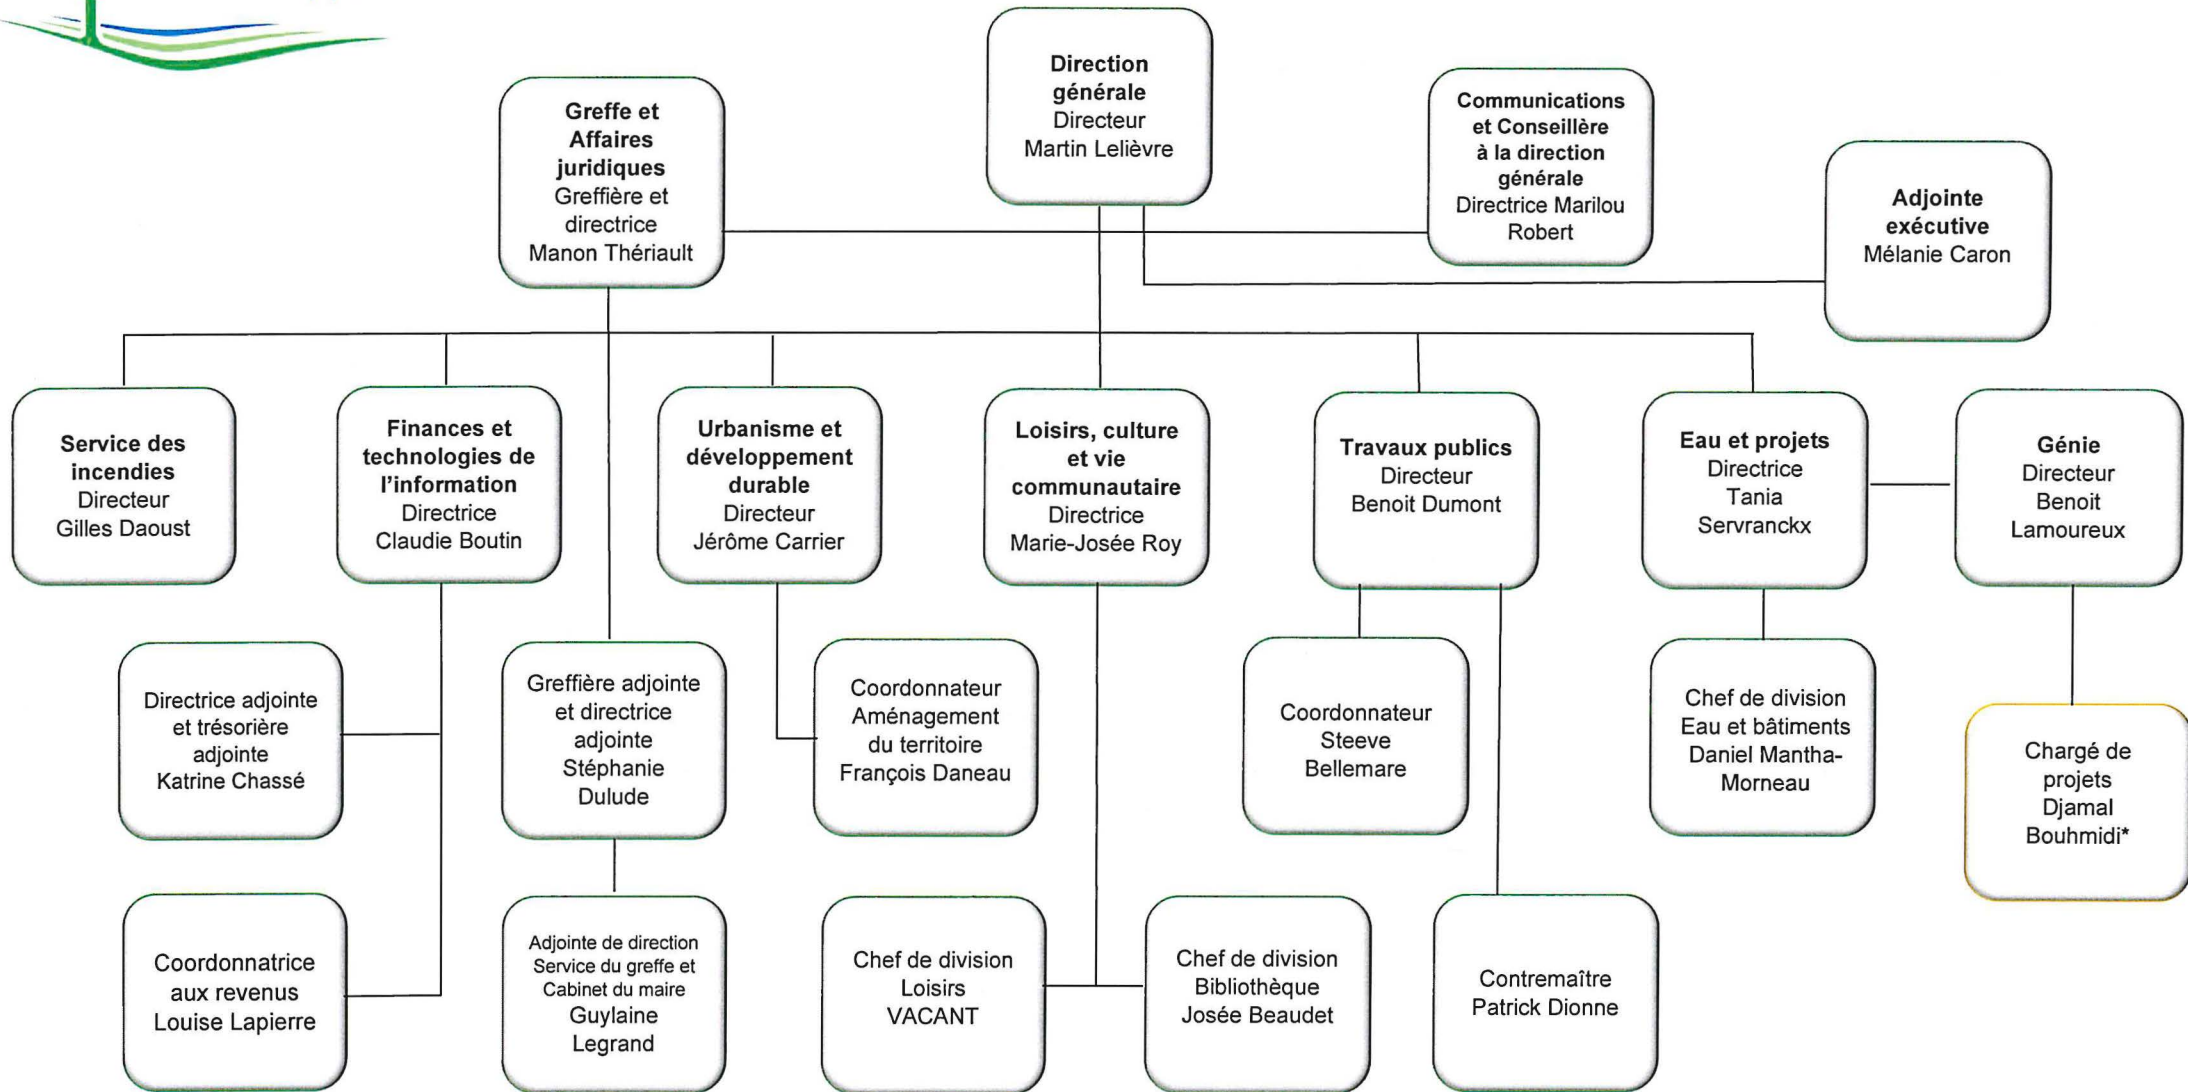 Direction
générale
Directeur
Martin Lelièvre
Greffe et
Affaires
juridiques
Greffière et
directrice
Manon Thériault
Communications
et Conseillère
à la direction
générale
Directrice Marilou
Robert
Adjointe
exécutive
Mélanie Caron
Service des
incendies
Directeur
Gilles Daoust
Finances et
technologies de
l'information
Directrice
Claudie Boutin
Urbanisme et
développement
durable
Directeur
Jérôme Carrier
Loisirs, culture
et vie
communautaire
Directrice
Marie-Josée Roy
Travaux publics
Directeur
Benoit Dumont
Eau et projets
Directrice
Tania
Servranckx
Génie
Directeur
Benoit
Lamoureux
Directrice adjointe
et trésorière
adjointe
Katrine Chassé
Greffière adjointe
et directrice
adjointe
Stéphanie
Dulude
Coordonnateur
Aménagement
du territoire
François Daneau
Coordonnateur
Steeve
Bellemare
Chef de division
Eau et bâtiments
Daniel Mantha-
Morneau
Chargé de
projets
Djamal
Bouhmidi*
Coordonnatrice
aux revenus
Louise Lapierre
Adjointe de direction
Service du greffe et
Cabinet du maire
Guylaine
Legrand
Chef de division
Loisirs
VACANT
Chef de division
Bibliothèque
Josée Beaudet
Contremaître
Patrick Dionne